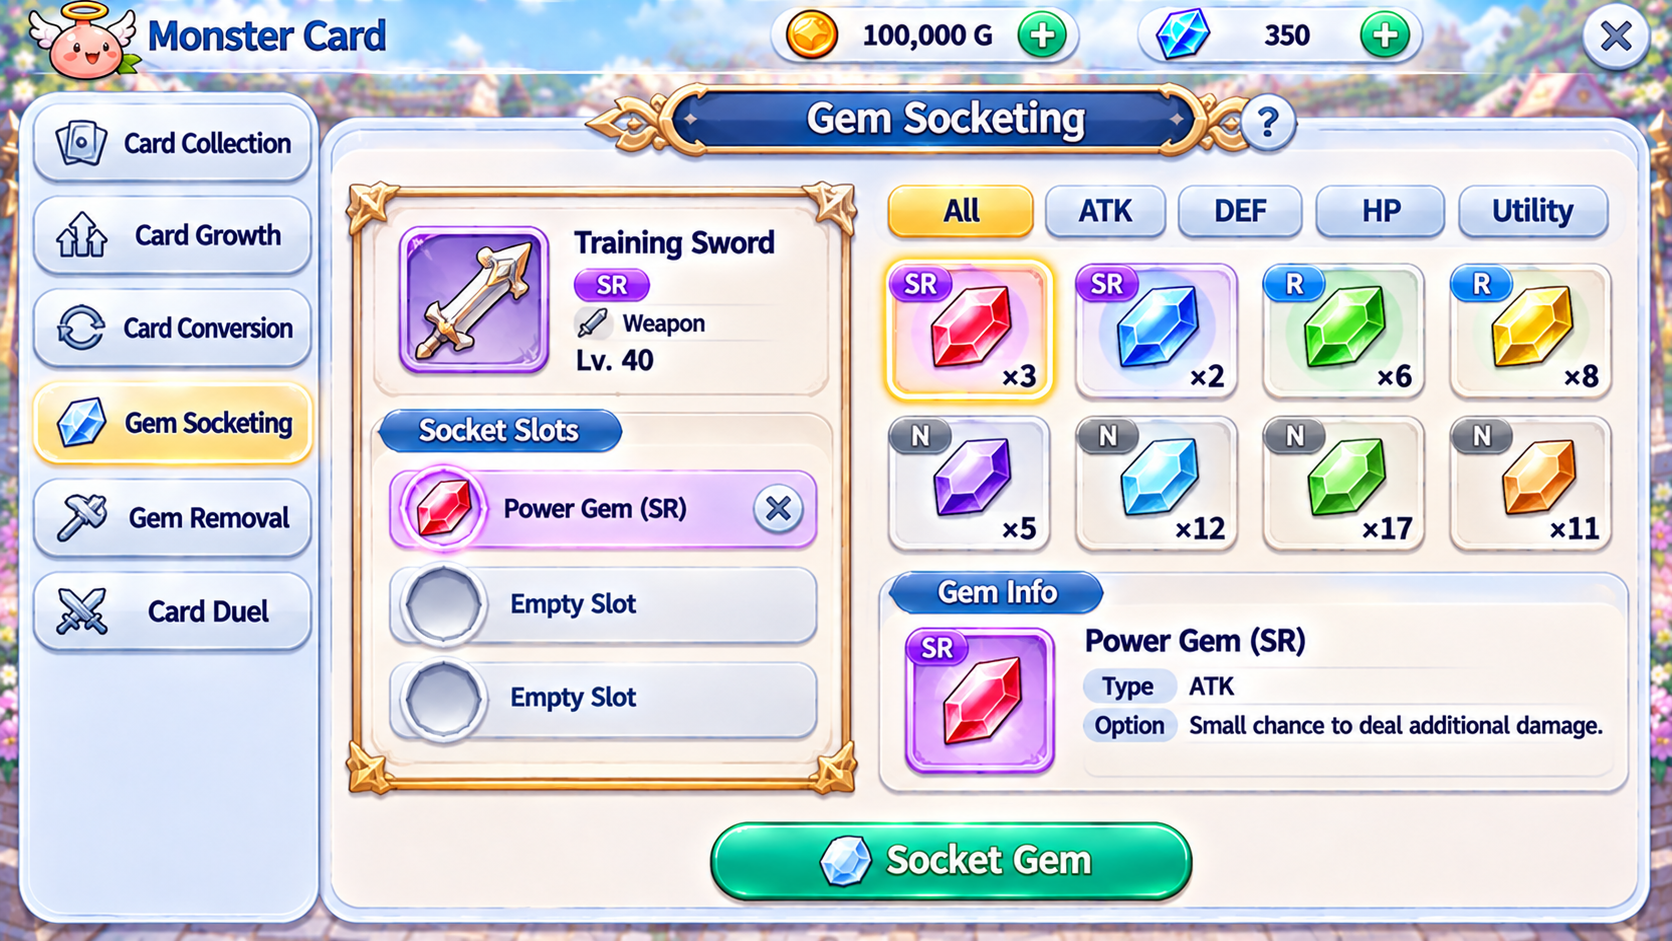 Monster Card
100,000 G
350
Card Collection
Card Growth
Card Conversion
Gem Socketing
Gem Removal
Card Duel
Gem Socketing
?
Training Sword
SR
Weapon
Lv. 40
Socket Slots
Power Gem (SR)
Empty Slot
Empty Slot
All
ATK
DEF
HP
Utility
SR
×3
SR
×2
R
×6
R
×8
N
×5
N
×12
N
×17
N
×11
Gem Info
SR
Power Gem (SR)
Type ATK
Option Small chance to deal additional damage.
Socket Gem